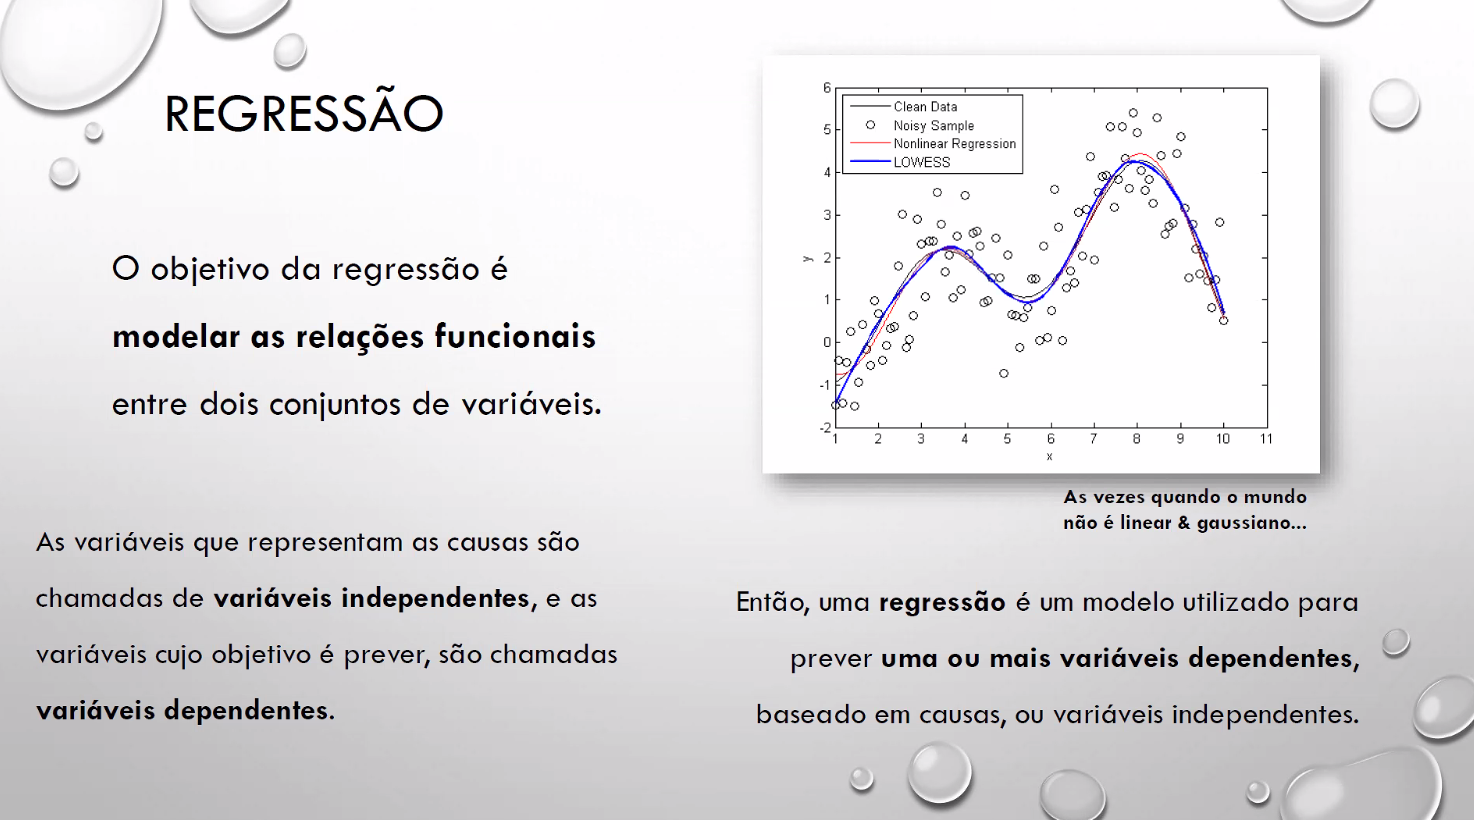 REGRESSÃO
O objetivo da regressão é
modelar as relações funcionais
entre dois conjuntos de variáveis.
As variáveis que representam as causas são
chamadas de variáveis independentes, e as
variáveis cujo objetivo é prever, são chamadas
variáveis dependentes.
6
5
4
3
2
1
0
-1
-2
y
Clean Data
Noisy Sample
Nonlinear Regression
LOWESS
1 2 3 4 5 6 7 8 9 10 11
x
As vezes quando o mundo
não é linear & gaussiano...
Então, uma regressão é um modelo utilizado para
prever uma ou mais variáveis dependentes,
baseado em causas, ou variáveis independentes.